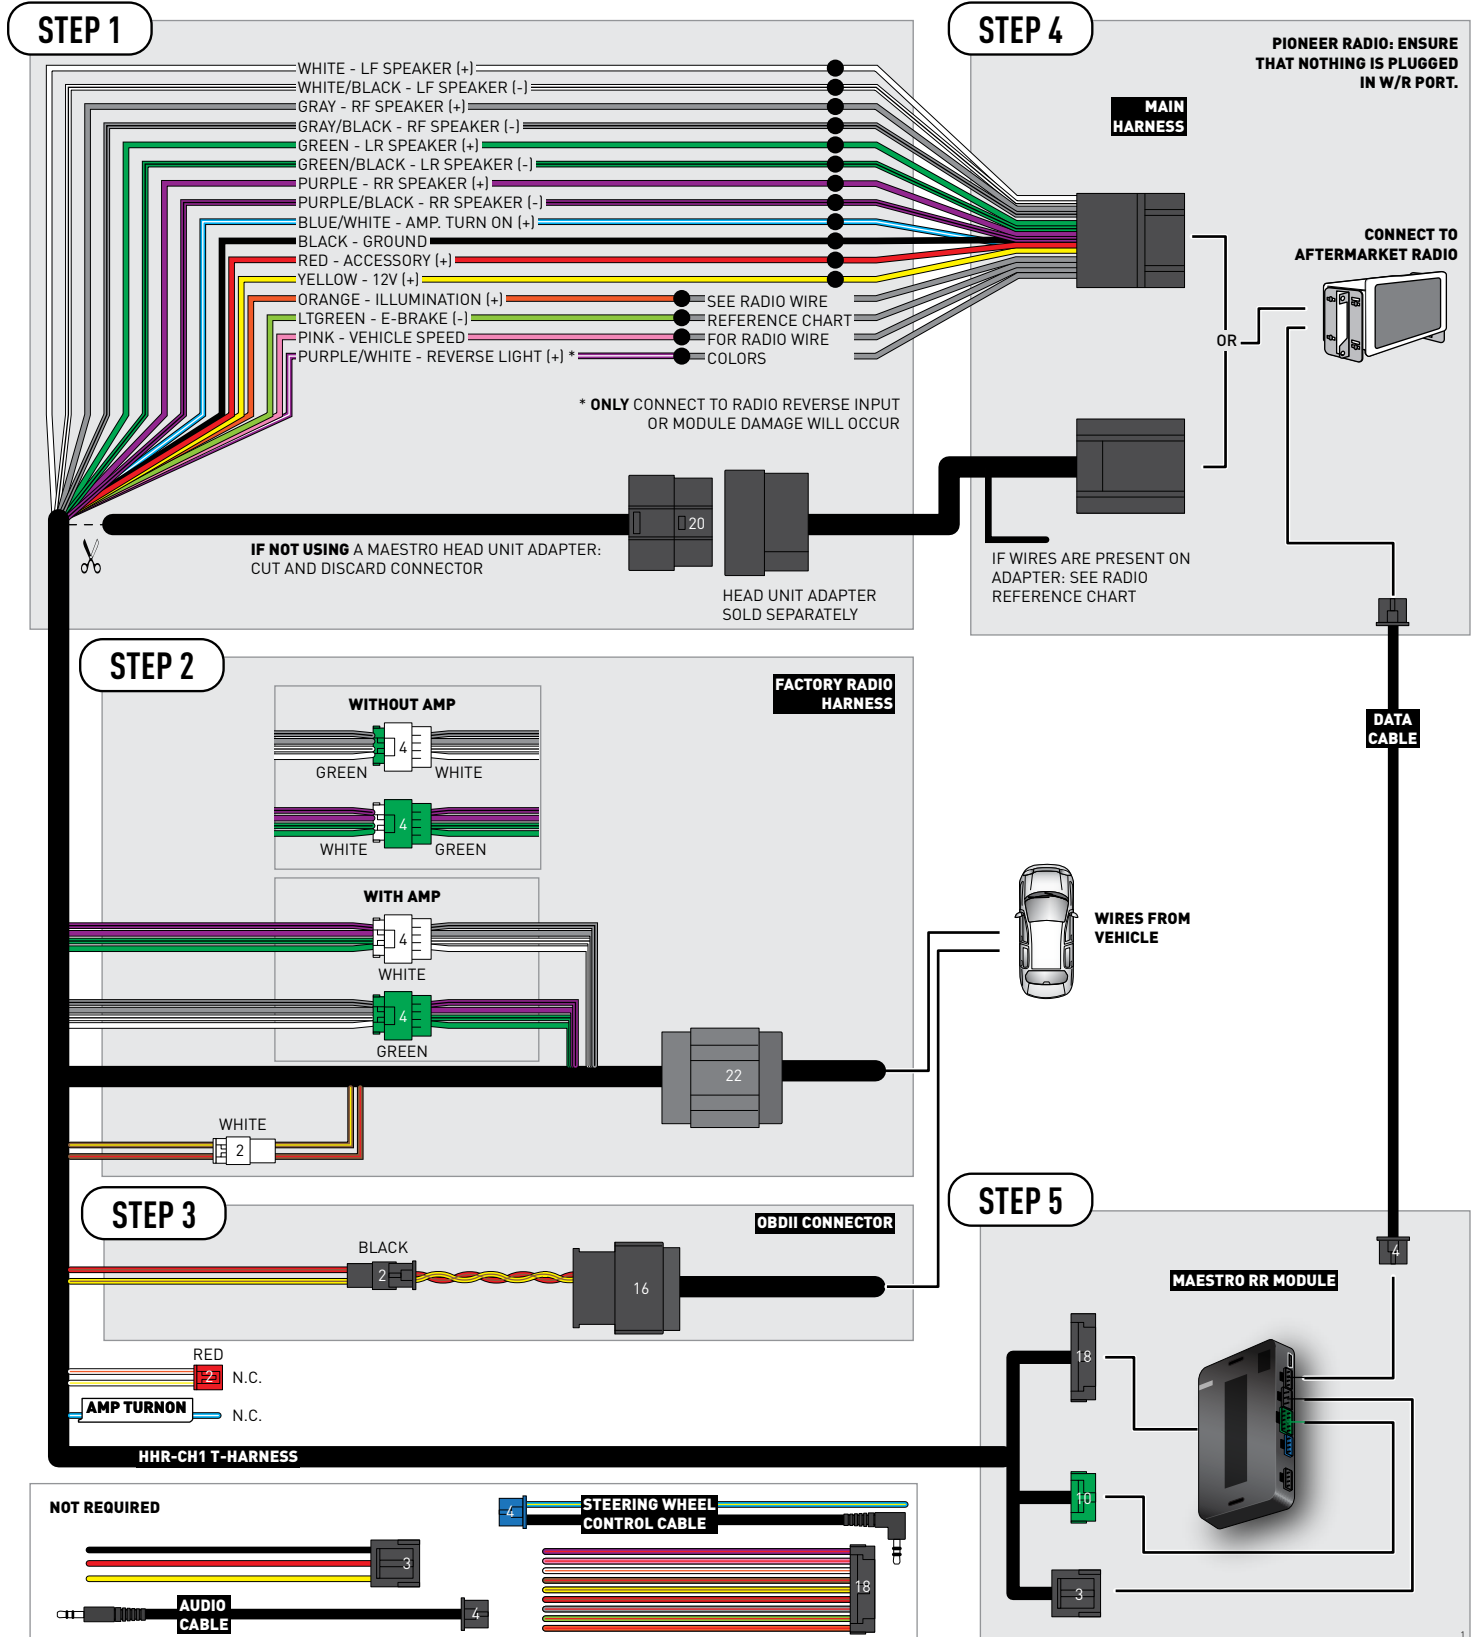 STEP 1
WHITE - LF SPEAKER (+)
WHITE/BLACK - LF SPEAKER (-)
GRAY - RF SPEAKER (+)
GRAY/BLACK - RF SPEAKER (-)
GREEN - LR SPEAKER (+)
GREEN/BLACK - LR SPEAKER (-)
PURPLE - RR SPEAKER (+)
PURPLE/BLACK - RR SPEAKER (-)
BLUE/WHITE - AMP. TURN ON (+)
BLACK - GROUND
RED - ACCESSORY (+)
YELLOW - 12V (+)
ORANGE - ILLUMINATION (+)
LTGREEN - E-BRAKE (-)
PINK - VEHICLE SPEED
PURPLE/WHITE - REVERSE LIGHT (+) *
SEE RADIO WIRE
REFERENCE CHART
FOR RADIO WIRE
COLORS
* ONLY CONNECT TO RADIO REVERSE INPUT
OR MODULE DAMAGE WILL OCCUR
20
IF NOT USING A MAESTRO HEAD UNIT ADAPTER:
CUT AND DISCARD CONNECTOR
HEAD UNIT ADAPTER
SOLD SEPARATELY
STEP 4
PIONEER RADIO: ENSURE
THAT NOTHING IS PLUGGED
IN W/R PORT.
MAIN
HARNESS
CONNECT TO
AFTERMARKET RADIO
OR
IF WIRES ARE PRESENT ON
ADAPTER: SEE RADIO
REFERENCE CHART
DATA
CABLE
STEP 2
FACTORY RADIO
HARNESS
WITHOUT AMP
4
GREEN
WHITE
4
WHITE
GREEN
WITH AMP
4
WHITE
4
GREEN
22
WHITE
2
WIRES FROM
VEHICLE
STEP 3
OBDII CONNECTOR
BLACK
2
16
RED
2
N.C.
AMP TURNON
N.C.
HHR-CH1 T-HARNESS
STEP 5
4
MAESTRO RR MODULE
18
10
3
NOT REQUIRED
3
AUDIO
CABLE
4
4
STEERING WHEEL
CONTROL CABLE
18
1